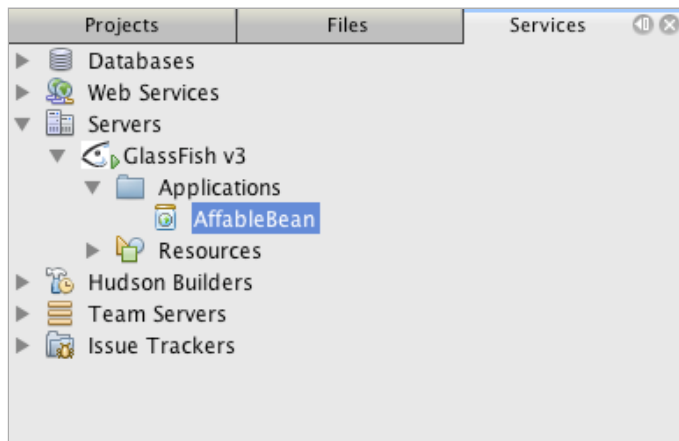 Projects Files Services
Databases
Web Services
Servers
GlassFish v3
Applications
AffableBean
Resources
Hudson Builders
Team Servers
Issue Trackers